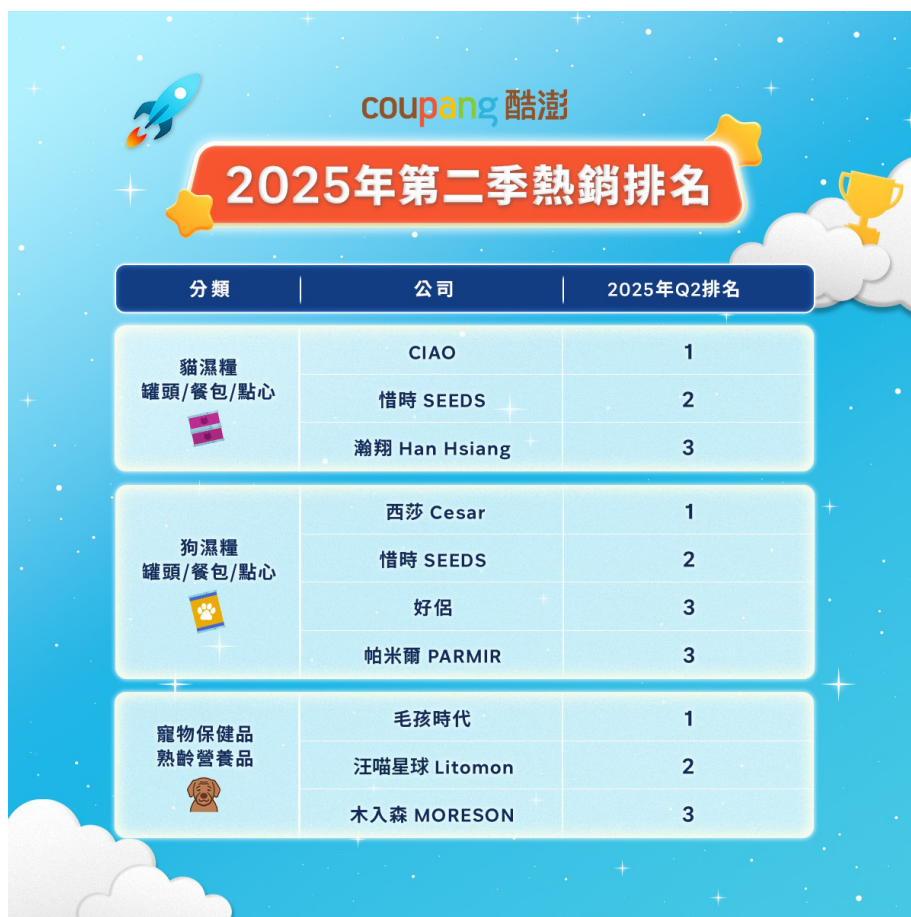 coupang 酷澎
2025年第二季熱銷排名
分類 公司 2025年Q2排名
貓濕糧
罐頭/餐包/點心
CIAO 1
惜時 SEEDS 2
瀚翔 Han Hsiang 3
狗濕糧
罐頭/餐包/點心
西莎 Cesar 1
惜時 SEEDS 2
好侶 3
帕米爾 PARMIR 3
寵物保健品
熟齡營養品
毛孩時代 1
汪喵星球 Litomon 2
木入森 MORESON 3